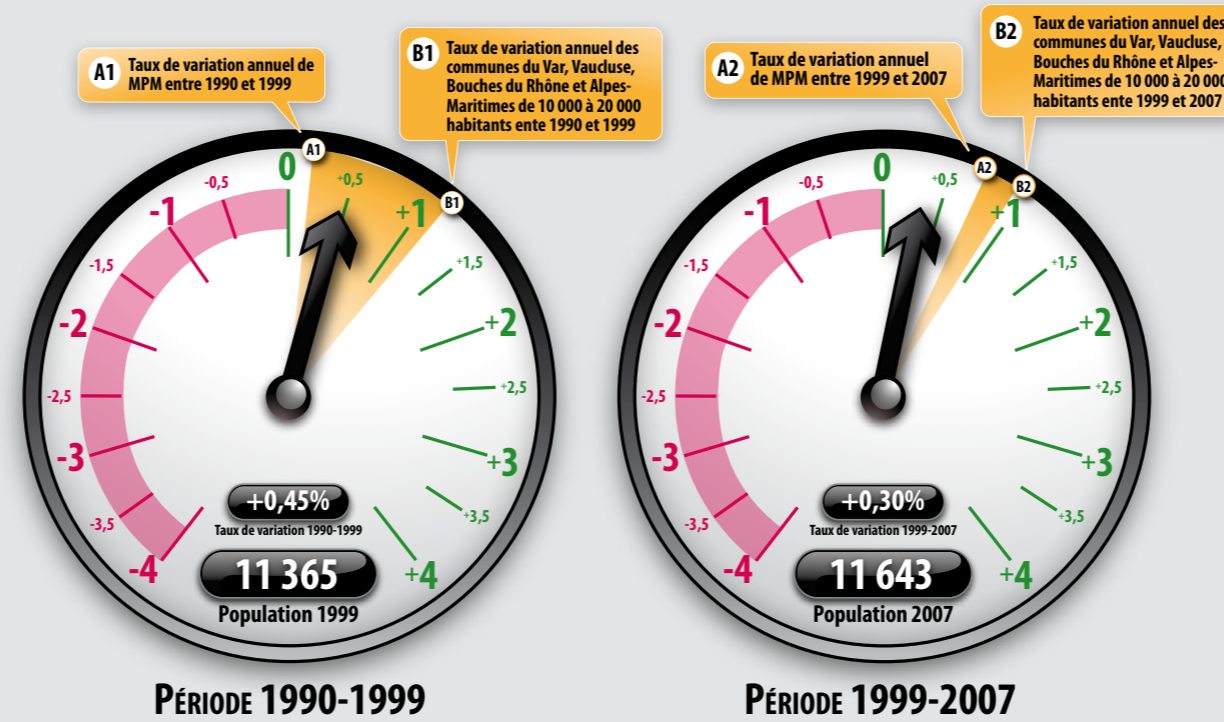 A1
Taux de variation annuel de
MPM entre 1990 et 1999
B1
Taux de variation annuel des
communes du Var, Vaucluse,
Bouches du Rhône et Alpes-
Maritimes de 10 000 à 20 000
habitants ente 1990 et 1999
A1
B1
0
+0,5
+1
+1,5
+2
+2,5
+3
+3,5
+4
-0,5
-1
-1,5
-2
-2,5
-3
-3,5
-4
+0,45%
Taux de variation 1990-1999
11 365
Population 1999
PÉRIODE 1990-1999
A2
Taux de variation annuel
de MPM entre 1999 et 2007
B2
Taux de variation annuel des
communes du Var, Vaucluse,
Bouches du Rhône et Alpes-
Maritimes de 10 000 à 20 000
habitants ente 1999 et 2007
A2
B2
0
+0,5
+1
+1,5
+2
+2,5
+3
+3,5
+4
-0,5
-1
-1,5
-2
-2,5
-3
-3,5
-4
+0,30%
Taux de variation 1999-2007
11 643
Population 2007
PÉRIODE 1999-2007